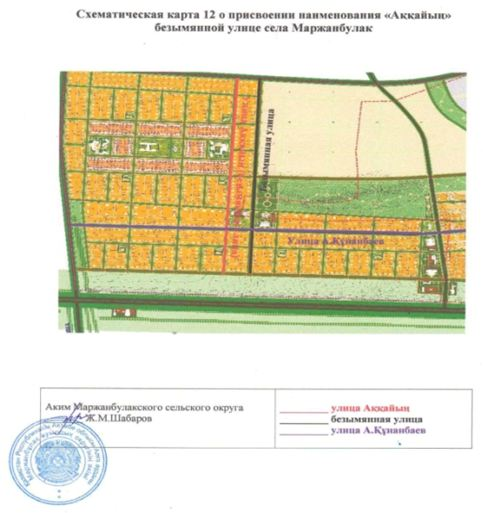 Схематическая карта 12 о присвоении наименования «Аққайың»
безымянной улице села Маржанбулак
Безымянная улица
Улица А.Құнанбаев
Аким Маржанбулакского сельского округа
Ж.М.Шабаров
улица Аққайың
безымянная улица
улица А.Құнанбаев